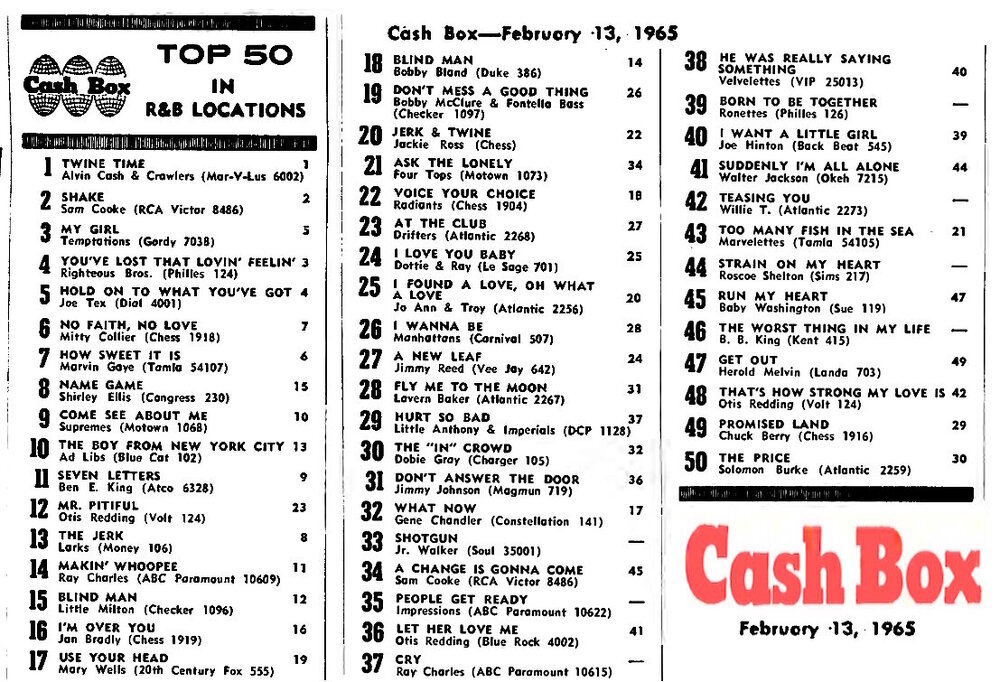 Cash Box
TOP 50
IN
R&B LOCATIONS
1 TWINE TIME 1
Alvin Cash & Crawlers (Mar-V-Lus 6002)
2 SHAKE 2
Sam Cooke (RCA Victor 8486)
3 MY GIRL 5
Temptations (Gordy 7038)
4 YOU'VE LOST THAT LOVIN' FEELIN' 3
Righteous Bros. (Philles 124)
5 HOLD ON TO WHAT YOU'VE GOT 4
Joe Tex (Dial 4001)
6 NO FAITH, NO LOVE 7
Mitty Collier (Chess 1918)
7 HOW SWEET IT IS 6
Marvin Gaye (Tamla 54107)
8 NAME GAME 15
Shirley Ellis (Congress 230)
9 COME SEE ABOUT ME 10
Supremes (Motown 1068)
10 THE BOY FROM NEW YORK CITY 13
Ad Libs (Blue Cat 102)
11 SEVEN LETTERS 9
Ben E. King (Atco 6328)
12 MR. PITIFUL 23
Otis Redding (Volt 124)
13 THE JERK 8
Larks (Money 106)
14 MAKIN' WHOOPEE 11
Ray Charles (ABC Paramount 10609)
15 BLIND MAN 12
Little Milton (Checker 1096)
16 I'M OVER YOU 16
Jan Bradly (Chess 1919)
17 USE YOUR HEAD 19
Mary Wells (20th Century Fox 555)
Cash Box—February ·13, 1965
18 BLIND MAN 14
Bobby Bland (Duke 386)
19 DON'T MESS A GOOD THING 26
Bobby McClure & Fontella Bass
(Checker 1097)
20 JERK & TWINE 22
Jackie Ross (Chess)
21 ASK THE LONELY 34
Four Tops (Motown 1073)
22 VOICE YOUR CHOICE 18
Radiants (Chess 1904)
23 AT THE CLUB 27
Drifters (Atlantic 2268)
24 I LOVE YOU BABY 25
Dottie & Ray (Le Sage 701)
25 I FOUND A LOVE, OH WHAT
A LOVE 20
Jo Ann & Troy (Atlantic 2256)
26 I WANNA BE 28
Manhattans (Carnival 507)
27 A NEW LEAF 24
Jimmy Reed (Vee Jay 642)
28 FLY ME TO THE MOON 31
Lavern Baker (Atlantic 2267)
29 HURT SO BAD 37
Little Anthony & Imperials (DCP 1128)
30 THE "IN" CROWD 32
Dobie Gray (Charger 105)
31 DON'T ANSWER THE DOOR 36
Jimmy Johnson (Magmun 719)
32 WHAT NOW 17
Gene Chandler (Constellation 141)
33 SHOTGUN —
Jr. Walker (Soul 35001)
34 A CHANGE IS GONNA COME 45
Sam Cooke (RCA Victor 8486)
35 PEOPLE GET READY —
Impressions (ABC Paramount 10622)
36 LET HER LOVE ME 41
Otis Redding (Blue Rock 4002)
37 CRY —
Ray Charles (ABC Paramount 10615)
38 HE WAS REALLY SAYING
SOMETHING 40
Velvelettes (VIP 25013)
39 BORN TO BE TOGETHER —
Ronettes (Philles 126)
40 I WANT A LITTLE GIRL 39
Joe Hinton (Back Beat 545)
41 SUDDENLY I'M ALL ALONE 44
Walter Jackson (Okeh 7215)
42 TEASING YOU —
Willie T. (Atlantic 2273)
43 TOO MANY FISH IN THE SEA 21
Marvelettes (Tamla 54105)
44 STRAIN ON MY HEART —
Roscoe Shelton (Sims 217)
45 RUN MY HEART 47
Baby Washington (Sue 119)
46 THE WORST THING IN MY LIFE —
B. B. King (Kent 415)
47 GET OUT 49
Herold Melvin (Landa 703)
48 THAT'S HOW STRONG MY LOVE IS 42
Otis Redding (Volt 124)
49 PROMISED LAND 29
Chuck Berry (Chess 1916)
50 THE PRICE 30
Solomon Burke (Atlantic 2259)
Cash Box
February ·13, 1965